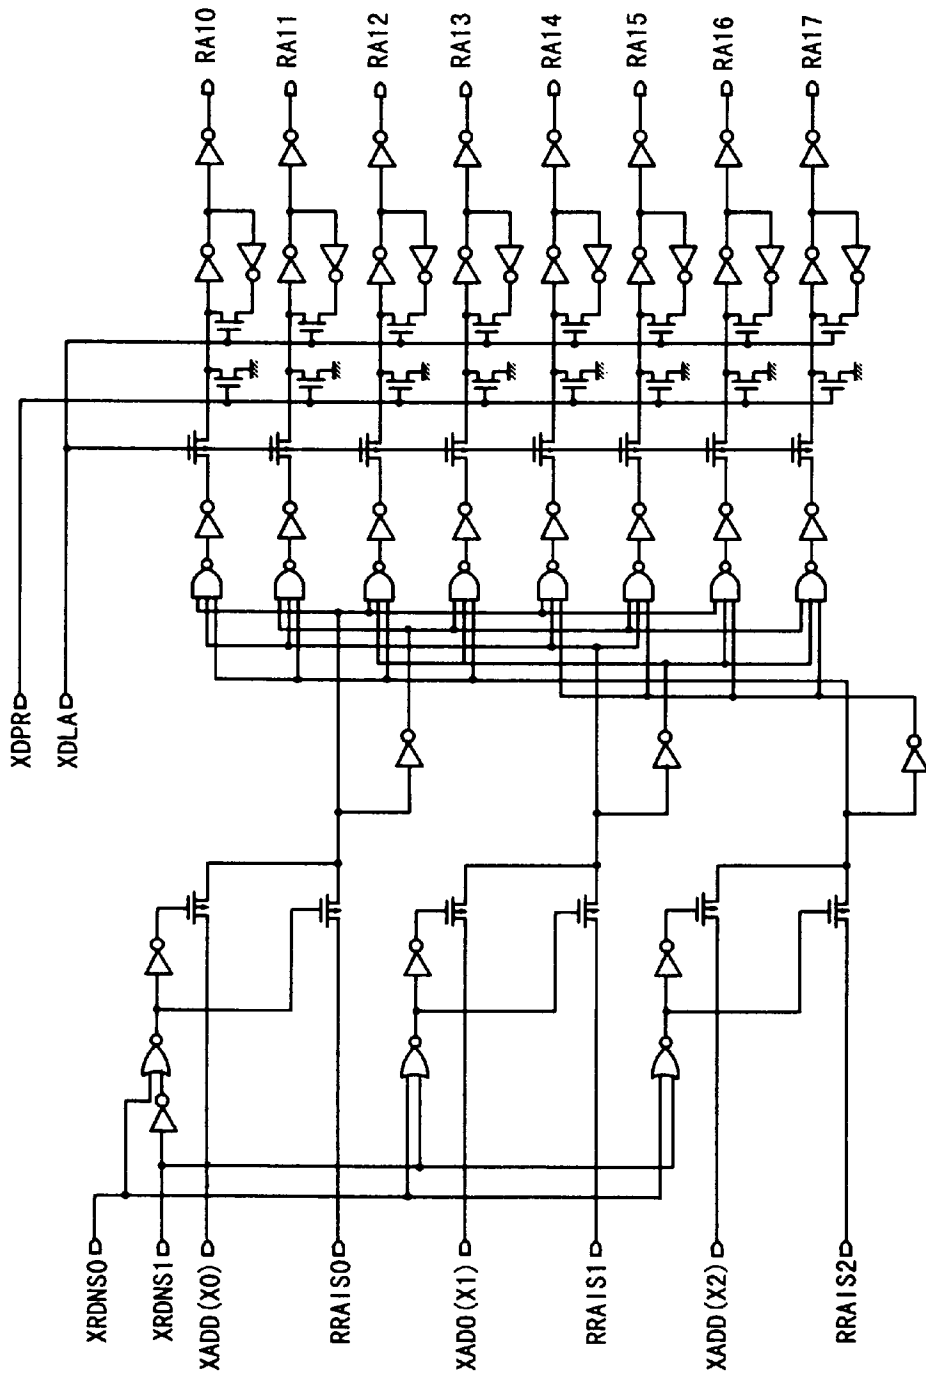 RA10
RA11
RA12
RA13
RA14
RA15
RA16
RA17
XDPR
XDLA
XRDNS0
XRDNS1
XADD(X0)
RRAIS0
XADD(X1)
RRAIS1
XADD(X2)
RRAIS2